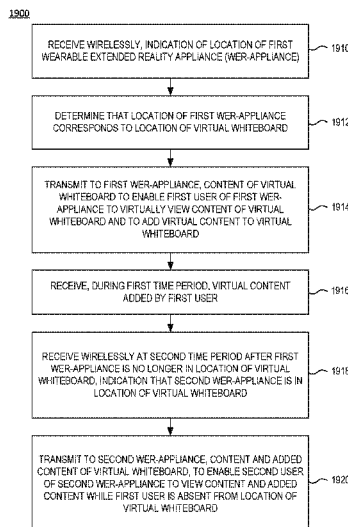 1900
RECEIVE WIRELESSLY, INDICATION OF LOCATION OF FIRST
WEARABLE EXTENDED REALITY APPLIANCE (WER-APPLIANCE)
1910
DETERMINE THAT LOCATION OF FIRST WER-APPLIANCE
CORRESPONDS TO LOCATION OF VIRTUAL WHITEBOARD
1912
TRANSMIT TO FIRST WER-APPLIANCE, CONTENT OF VIRTUAL
WHITEBOARD TO ENABLE FIRST USER OF FIRST WER-
APPLIANCE TO VIRTUALLY VIEW CONTENT OF VIRTUAL
WHITEBOARD AND TO ADD VIRTUAL CONTENT TO VIRTUAL
WHITEBOARD
1914
RECEIVE, DURING FIRST TIME PERIOD, VIRTUAL CONTENT
ADDED BY FIRST USER
1916
RECEIVE WIRELESSLY AT SECOND TIME PERIOD AFTER FIRST
WER-APPLIANCE IS NO LONGER IN LOCATION OF VIRTUAL
WHITEBOARD, INDICATION THAT SECOND WER-APPLIANCE IS IN
LOCATION OF VIRTUAL WHITEBOARD
1918
TRANSMIT TO SECOND WER-APPLIANCE, CONTENT AND ADDED
CONTENT OF VIRTUAL WHITEBOARD, TO ENABLE SECOND USER
OF SECOND WER-APPLIANCE TO VIEW CONTENT AND ADDED
CONTENT WHILE FIRST USER IS ABSENT FROM LOCATION OF
VIRTUAL WHITEBOARD
1920